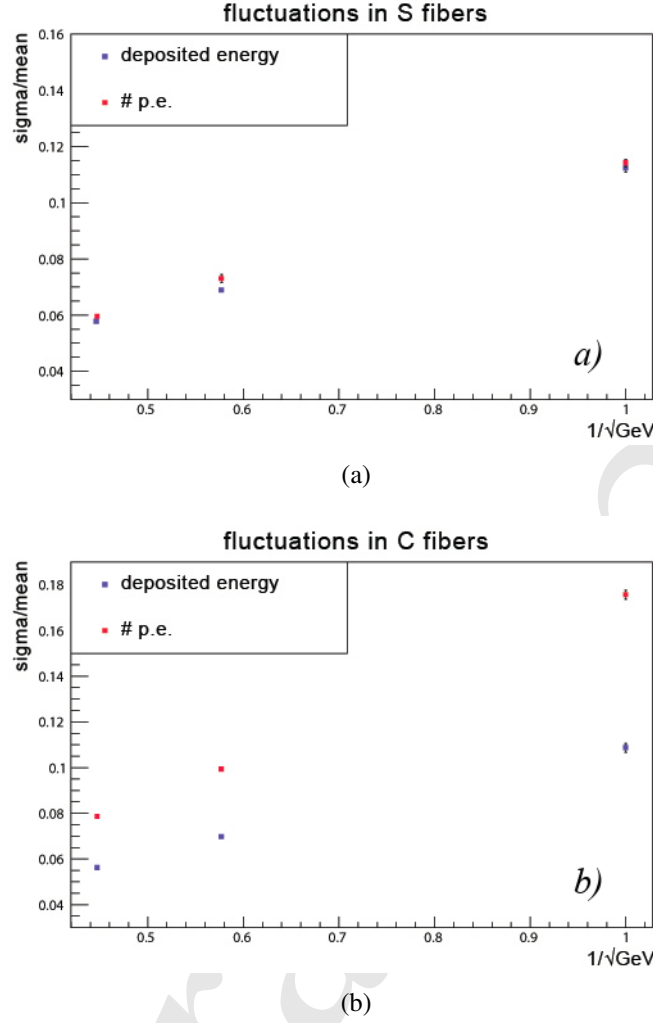 fluctuations in S fibers
sigma/mean
0.16
0.14
0.12
0.1
0.08
0.06
0.04
deposited energy
# p.e.
a)
0.5 0.6 0.7 0.8 0.9 1
1/√GeV
(a)
fluctuations in C fibers
sigma/mean
0.18
0.16
0.14
0.12
0.1
0.08
0.06
0.04
deposited energy
# p.e.
b)
0.5 0.6 0.7 0.8 0.9 1
1/√GeV
(b)